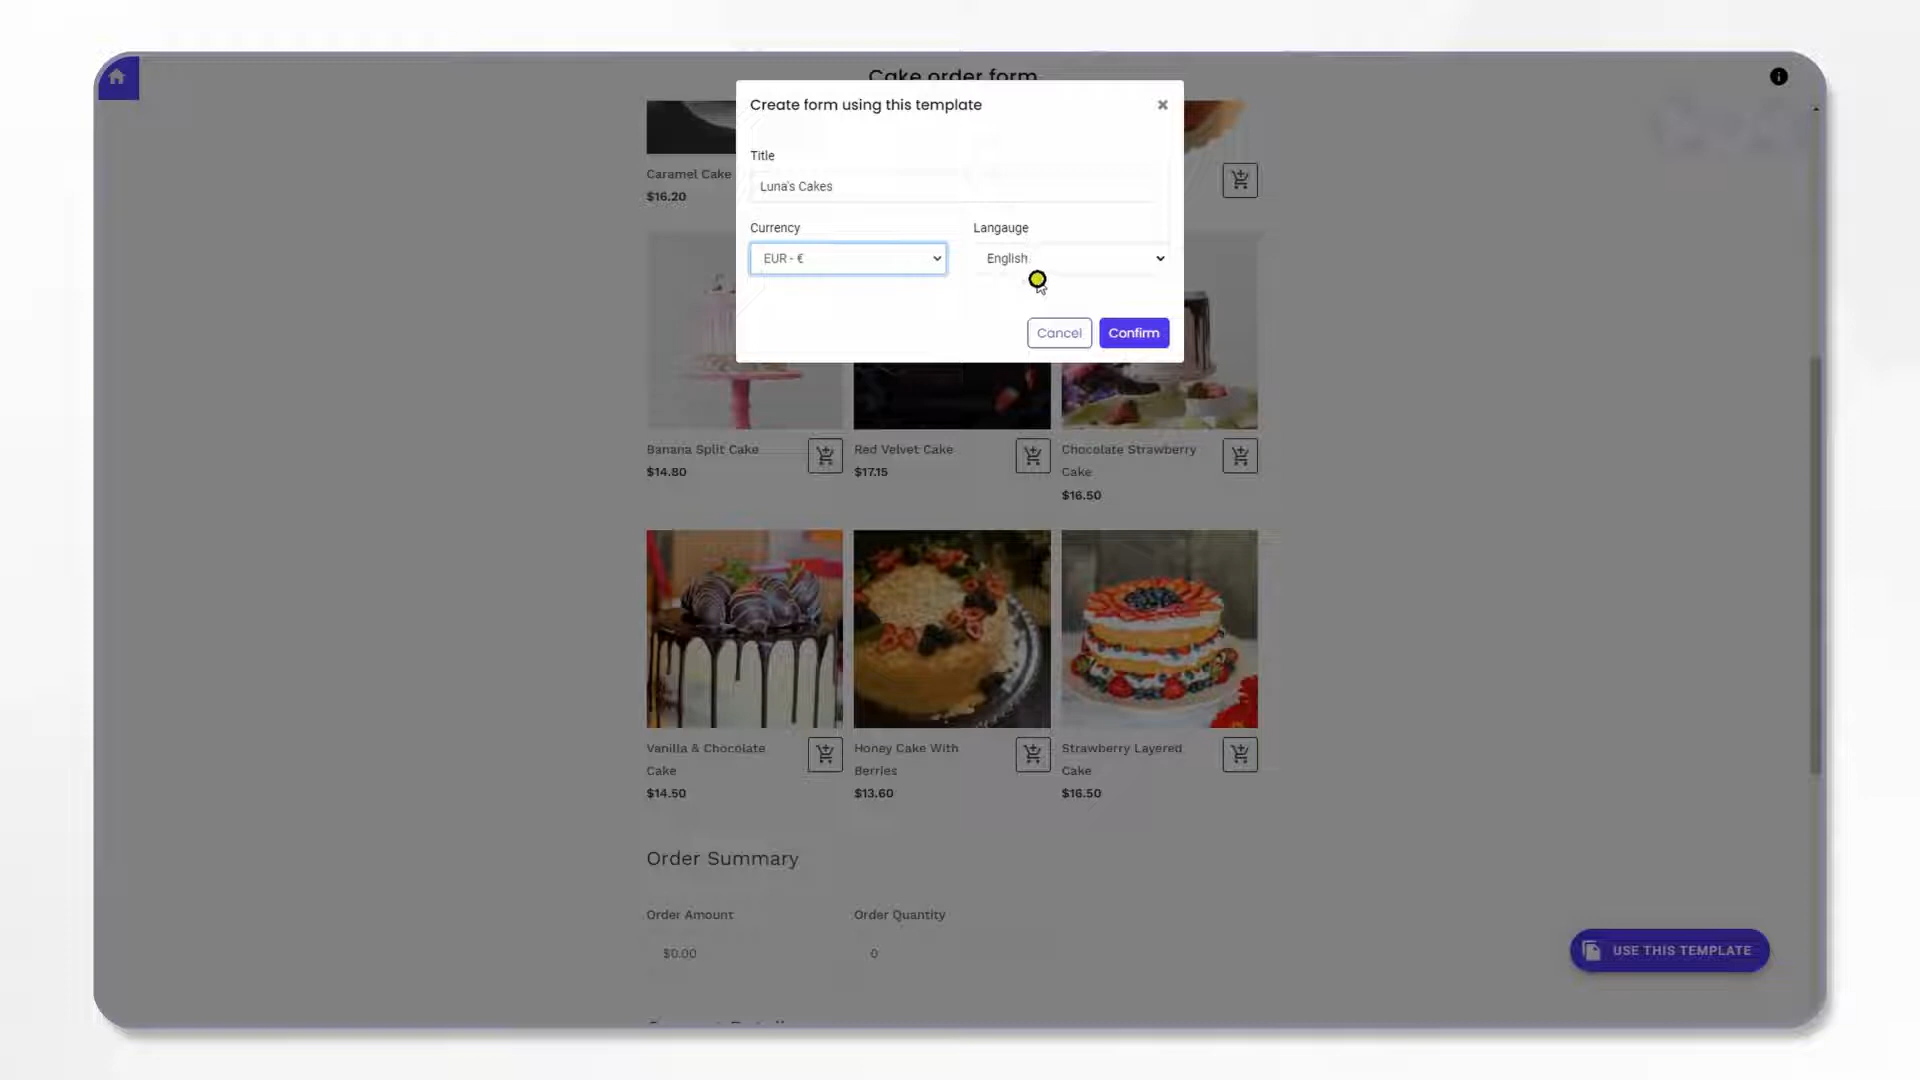 Cake order form
Create form using this template
Title
Luna's Cakes
Currency
Langauge
EUR - €
English
Cancel
Confirm
Caramel Cake
$16.20
Banana Split Cake
$14.80
Red Velvet Cake
$17.15
Chocolate Strawberry
Cake
$16.50
Vanilla & Chocolate
Cake
$14.50
Honey Cake With
Berries
$13.60
Strawberry Layered
Cake
$16.50
Order Summary
Order Amount
Order Quantity
$0.00
0
USE THIS TEMPLATE